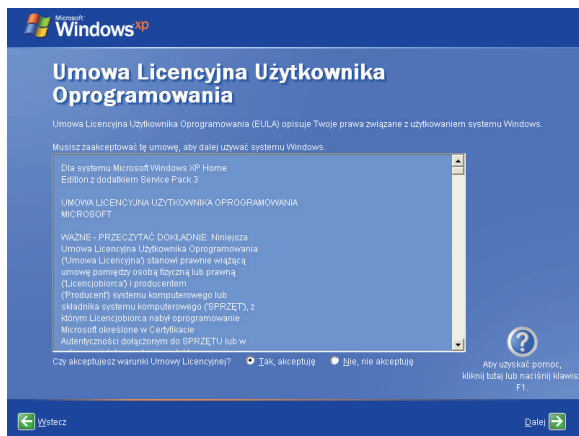 Microsoft
Windows xp
Umowa Licencyjna Użytkownika
Oprogramowania
Umowa Licencyjna Użytkownika Oprogramowania (EULA) opisuje Twoje prawa związane z użytkowaniem systemu Windows.
Musisz zaakceptować tę umowę, aby dalej używać systemu Windows.
Dla systemu Microsoft Windows XP Home
Edition z dodatkiem Service Pack 3
UMOWA LICENCYJNA UŻYTKOWNIKA OPROGRAMOWANIA
MICROSOFT
WAŻNE - PRZECZYTAĆ DOKŁADNIE: Niniejsza
Umowa Licencyjna Użytkownika Oprogramowania
('Umowa Licencyjna') stanowi prawnie wiążącą
umowę pomiędzy osobą fizyczną lub prawną
('Licencjobiorca') i producentem
('Producent') systemu komputerowego lub
składnika systemu komputerowego ('SPRZĘT'), z
którym Licencjobiorca nabył oprogramowanie
Microsoft określone w Certyfikacie
Autentyczności dołączonym do SPRZĘTU lub w
Czy akceptujesz warunki Umowy Licencyjnej? Tak, akceptuję Nie, nie akceptuję
Aby uzyskać pomoc,
kliknij tutaj lub naciśnij klawisz
F1.
Wstecz
Dalej